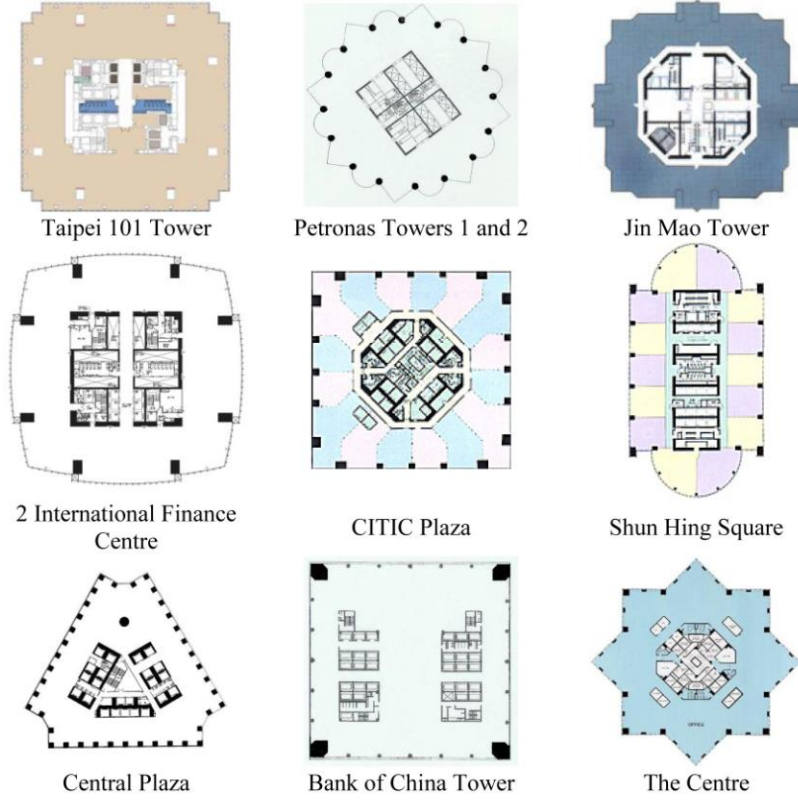 Taipei 101 Tower
Petronas Towers 1 and 2
Jin Mao Tower
2 International Finance
Centre
CITIC Plaza
Shun Hing Square
OFFICE
Central Plaza
Bank of China Tower
The Centre